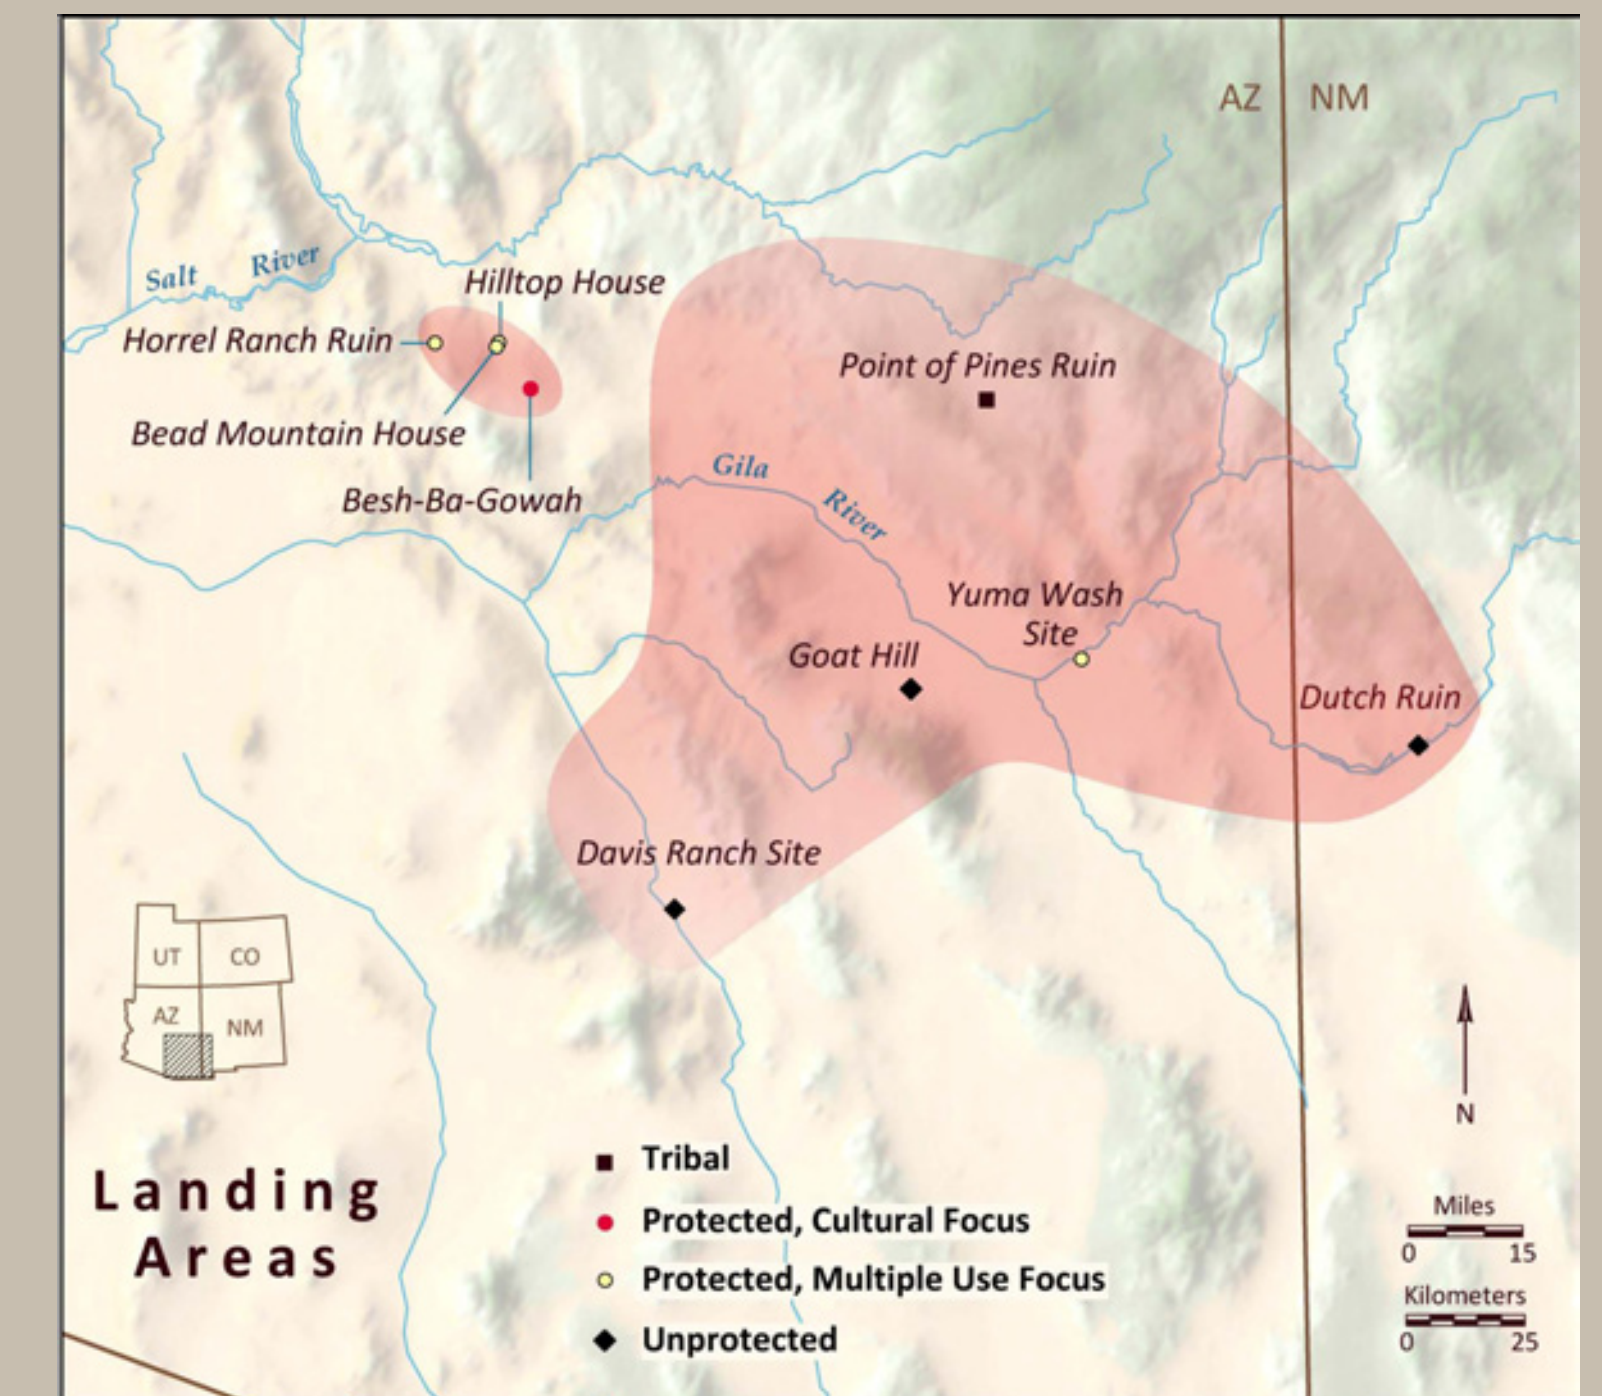 AZ
NM
Salt River
Hilltop House
Horrel Ranch Ruin
Bead Mountain House
Besh-Ba-Gowah
Point of Pines Ruin
Gila River
Yuma Wash
Site
Goat Hill
Dutch Ruin
Davis Ranch Site
UT
CO
AZ
NM
N
Landing
Areas
Tribal
Protected, Cultural Focus
Protected, Multiple Use Focus
Unprotected
Miles
0 15
Kilometers
0 25